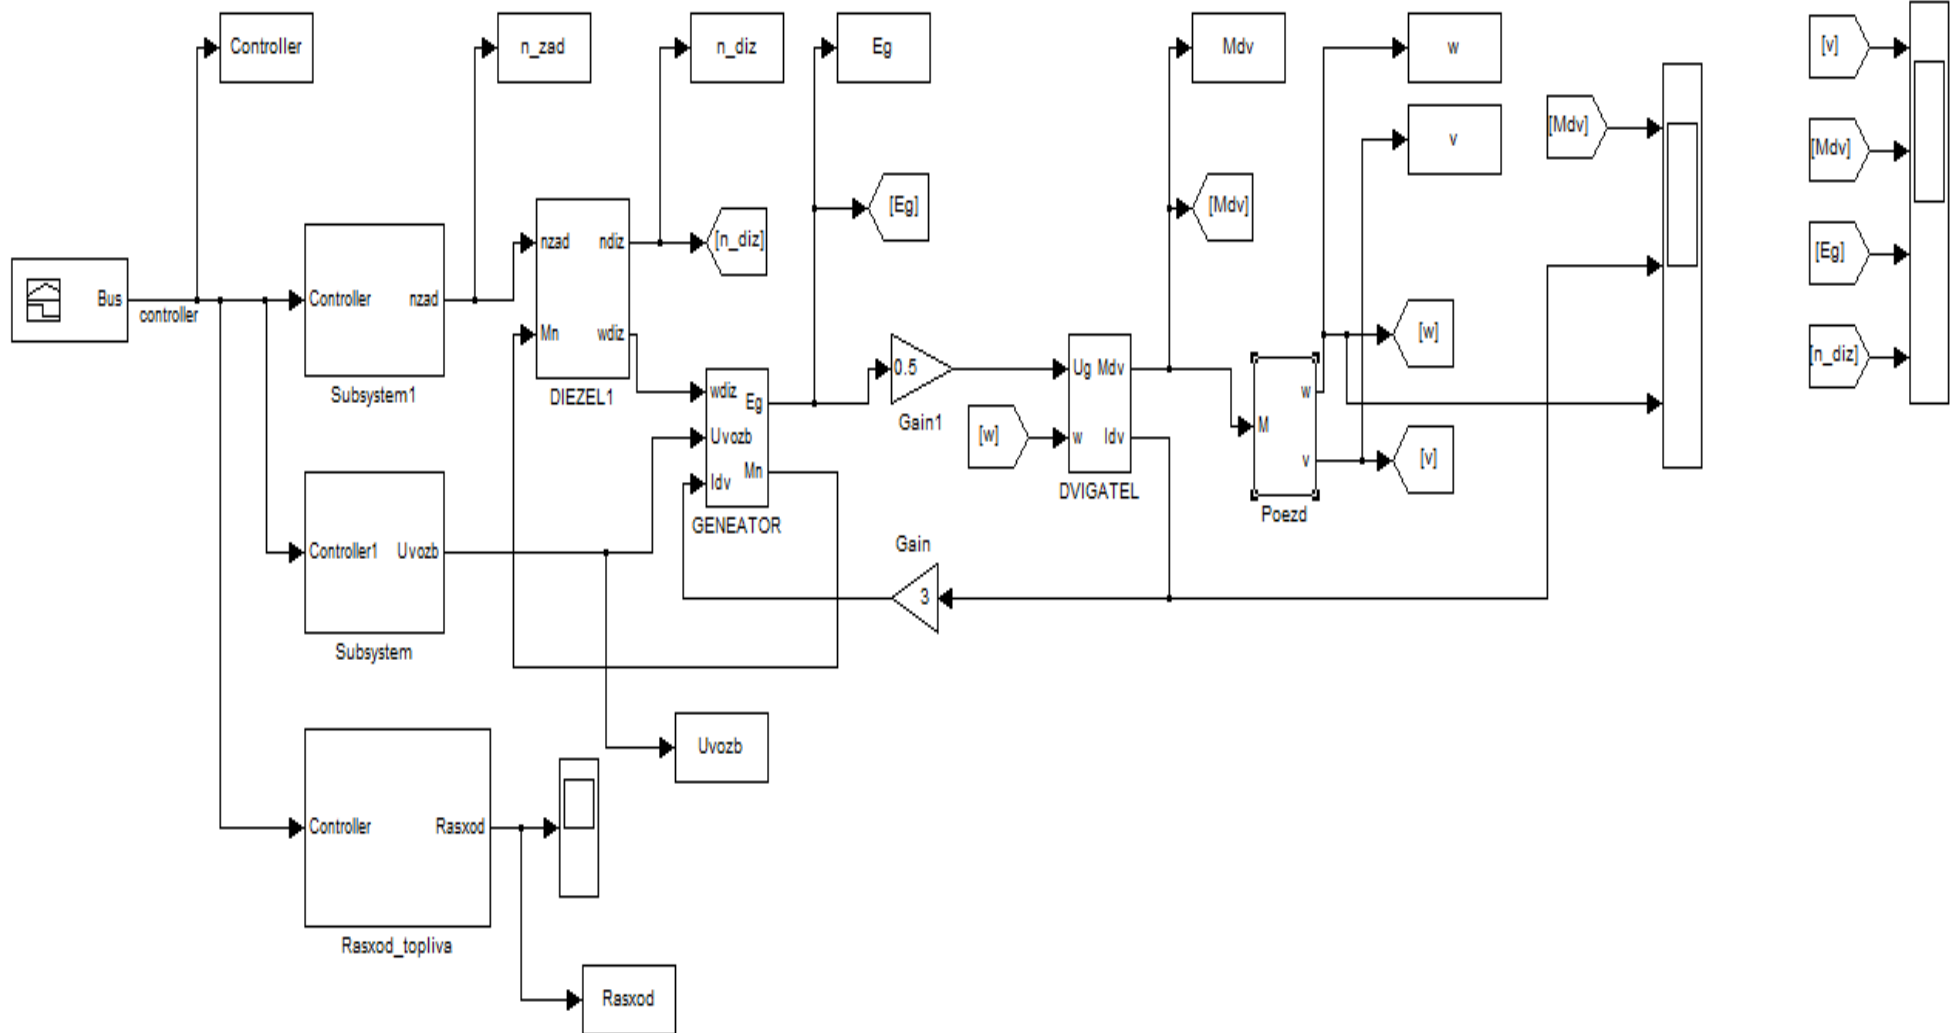 Controller
n_zad
n_diz
Eg
Mdv
w
[v]
v
[Mdv]
[Mdv]
[Eg]
[Mdv]
[n_diz]
nzad
ndiz
Mn
wdiz
DIEZEL1
[Eg]
Bus
controller
Controller
nzad
Subsystem1
[w]
[n_diz]
wdiz
Eg
Uvozb
Mn
Idv
GENEATOR
0.5
Gain1
[w]
Ug
Mdv
w
Idv
DVIGATEL
w
M
v
Poezd
[v]
Controller1
Uvozb
Subsystem
Gain
3
Uvozb
Controller
Rasxod
Rasxod_topliva
Rasxod